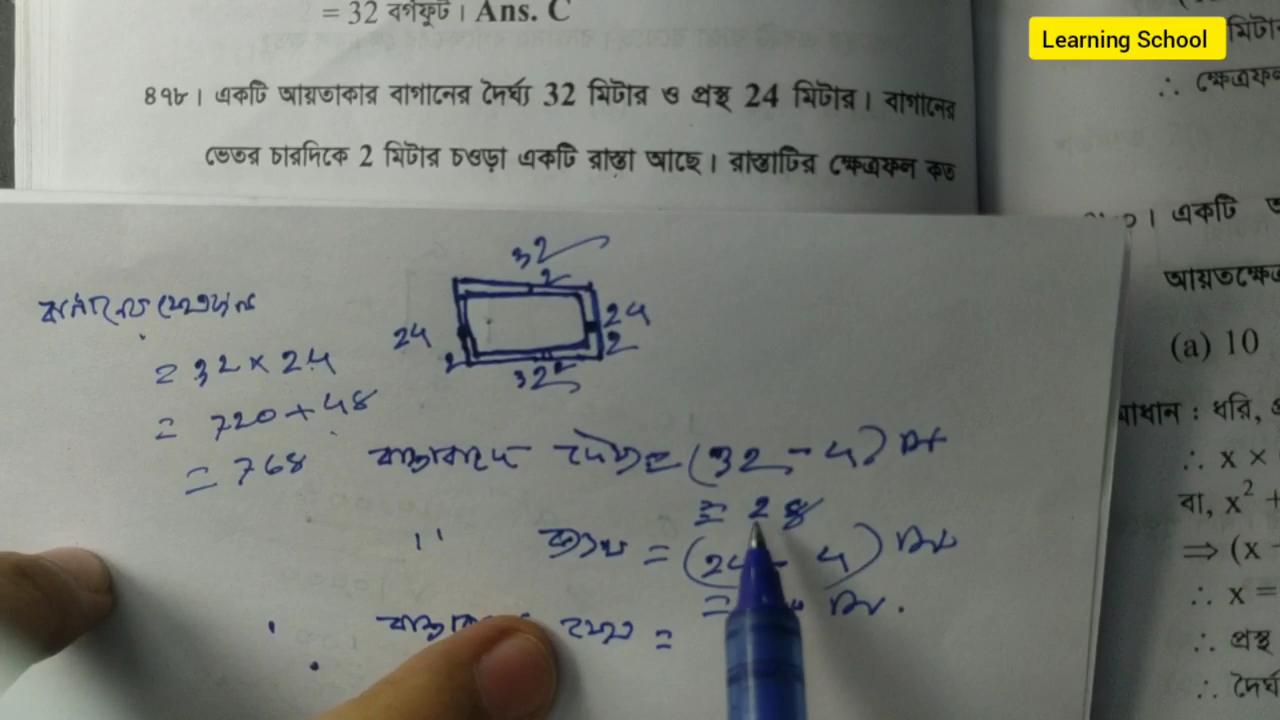 = 32 বর্গফুট। Ans. C
Learning School
৪৭৮। একটি আয়তাকার বাগানের দৈর্ঘ্য 32 মিটার ও প্রস্থ 24 মিটার। বাগানের
ভেতর চারদিকে 2 মিটার চওড়া একটি রাস্তা আছে। রাস্তাটির ক্ষেত্রফল কত
32
2
24
24
2
2
32
2
= 32 × 24
= 720 + 48
= 768
রাস্তাবাদে দৈর্ঘ্য = (32 - 4) মিঃ
= 28
" প্রস্থ = (24 - 4) মিঃ
= মিঃ.
=
মিটার
∴ ক্ষেত্রফল
। একটি
আয়তক্ষে
(a) 10
ধরি,
∴ x ×
বা, x² +
⇒ (x -
∴ x =
∴ প্রস্থ
∴ দৈর্ঘ